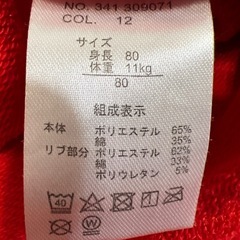 NO. 341 309071
COL. 12
サイズ
身長 80
体重 11kg
80
組成表示
本体 ポリエステル 65%
綿 35%
リブ部分 ポリエステル 62%
綿 33%
ポリウレタン 5%
40
W